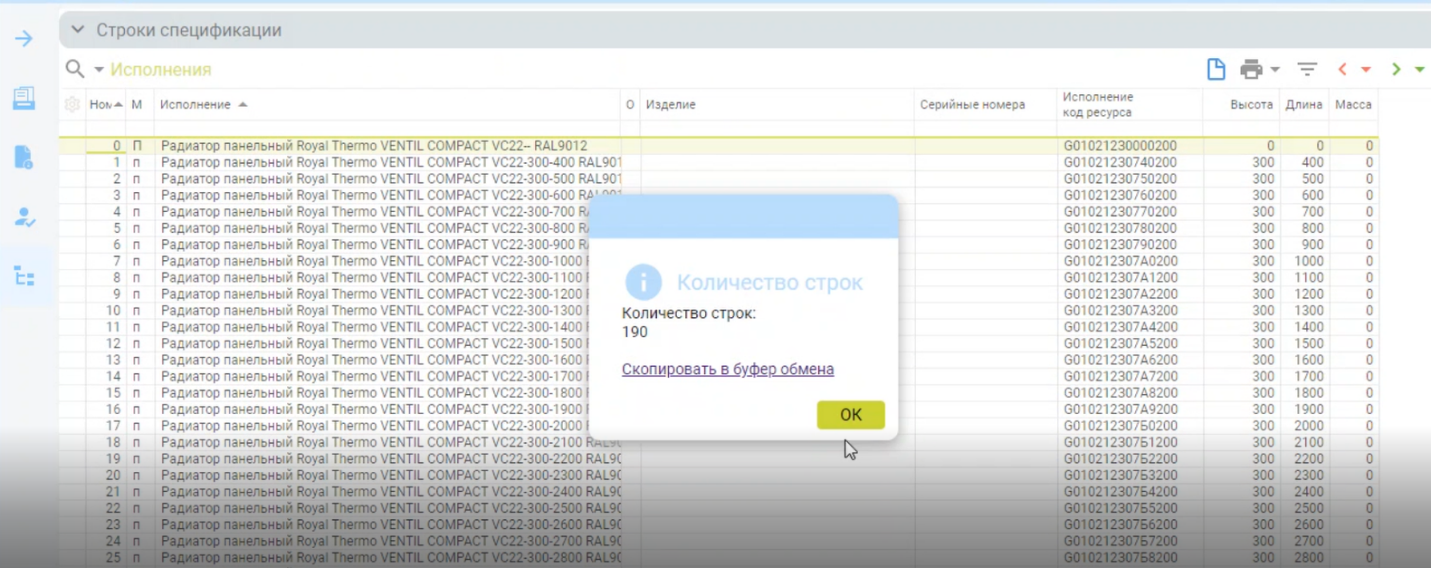 Строки спецификации
Исполнения
Ном М Исполнение О Изделие Серийные номера Исполнение код ресурса Высота Длина Масса
0 П Радиатор панельный Royal Thermo VENTIL COMPACT VC22-- RAL9012 G01021230000200 0 0 0
1 п Радиатор панельный Royal Thermo VENTIL COMPACT VC22-300-400 RAL901 G01021230740200 300 400 0
2 п Радиатор панельный Royal Thermo VENTIL COMPACT VC22-300-500 RAL901 G01021230750200 300 500 0
3 п Радиатор панельный Royal Thermo VENTIL COMPACT VC22-300-600 RAL901 G01021230760200 300 600 0
4 п Радиатор панельный Royal Thermo VENTIL COMPACT VC22-300-700 G01021230770200 300 700 0
5 п Радиатор панельный Royal Thermo VENTIL COMPACT VC22-300-800 G01021230780200 300 800 0
6 п Радиатор панельный Royal Thermo VENTIL COMPACT VC22-300-900 G01021230790200 300 900 0
7 п Радиатор панельный Royal Thermo VENTIL COMPACT VC22-300-1000 G010212307A0200 300 1000 0
8 п Радиатор панельный Royal Thermo VENTIL COMPACT VC22-300-1100 G010212307A1200 300 1100 0
9 п Радиатор панельный Royal Thermo VENTIL COMPACT VC22-300-1200 G010212307A2200 300 1200 0
10 п Радиатор панельный Royal Thermo VENTIL COMPACT VC22-300-1300 G010212307A3200 300 1300 0
11 п Радиатор панельный Royal Thermo VENTIL COMPACT VC22-300-1400 G010212307A4200 300 1400 0
12 п Радиатор панельный Royal Thermo VENTIL COMPACT VC22-300-1500 G010212307A5200 300 1500 0
13 п Радиатор панельный Royal Thermo VENTIL COMPACT VC22-300-1600 G010212307A6200 300 1600 0
14 п Радиатор панельный Royal Thermo VENTIL COMPACT VC22-300-1700 G010212307A7200 300 1700 0
15 п Радиатор панельный Royal Thermo VENTIL COMPACT VC22-300-1800 G010212307A8200 300 1800 0
16 п Радиатор панельный Royal Thermo VENTIL COMPACT VC22-300-1900 G010212307A9200 300 1900 0
17 п Радиатор панельный Royal Thermo VENTIL COMPACT VC22-300-2000 G010212307Б0200 300 2000 0
18 п Радиатор панельный Royal Thermo VENTIL COMPACT VC22-300-2100 RAL90 G010212307Б1200 300 2100 0
19 п Радиатор панельный Royal Thermo VENTIL COMPACT VC22-300-2200 RAL90 G010212307Б2200 300 2200 0
20 п Радиатор панельный Royal Thermo VENTIL COMPACT VC22-300-2300 RAL90 G010212307Б3200 300 2300 0
21 п Радиатор панельный Royal Thermo VENTIL COMPACT VC22-300-2400 RAL90 G010212307Б4200 300 2400 0
22 п Радиатор панельный Royal Thermo VENTIL COMPACT VC22-300-2500 RAL90 G010212307Б5200 300 2500 0
23 п Радиатор панельный Royal Thermo VENTIL COMPACT VC22-300-2600 RAL90 G010212307Б6200 300 2600 0
24 п Радиатор панельный Royal Thermo VENTIL COMPACT VC22-300-2700 RAL90 G010212307Б7200 300 2700 0
25 п Радиатор панельный Royal Thermo VENTIL COMPACT VC22-300-2800 RAL90 G010212307Б8200 300 2800 0
Количество строк
Количество строк:
190
Скопировать в буфер обмена
ОК